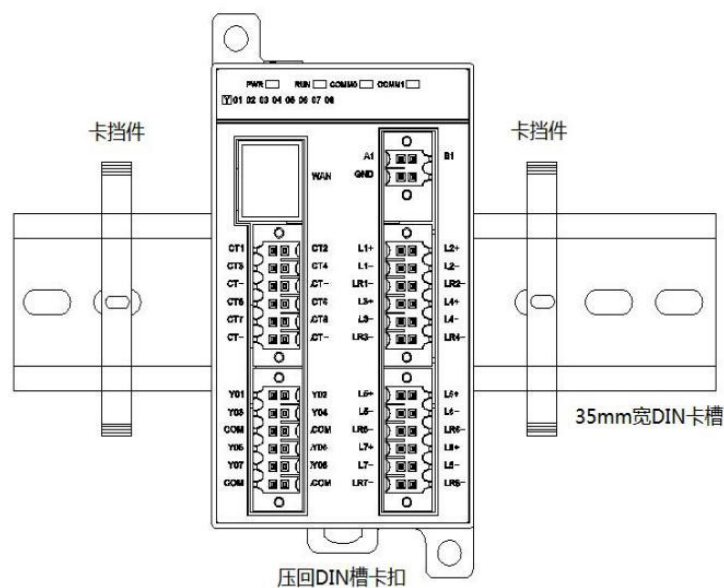 PWR RUN COMM0 COMM1
Y 01 02 03 04 05 06 07 08
卡挡件
卡挡件
A1 B1
WAN GND
CT1 CT2 L1+ L2+
CT3 CT4 L1- L2-
CT- CT- LR1- LR2-
CT5 CT6 L3+ L4+
CT7 CT8 L3- L4-
CT- CT- LR3- LR4-
Y01 Y02 L5+ L6+
Y03 Y04 L5- L6-
COM COM LR5- LR6-
Y05 Y06 L7+ L8+
Y07 Y08 L7- L8-
COM COM LR7- LR8-
35mm宽DIN卡槽
压回DIN槽卡扣